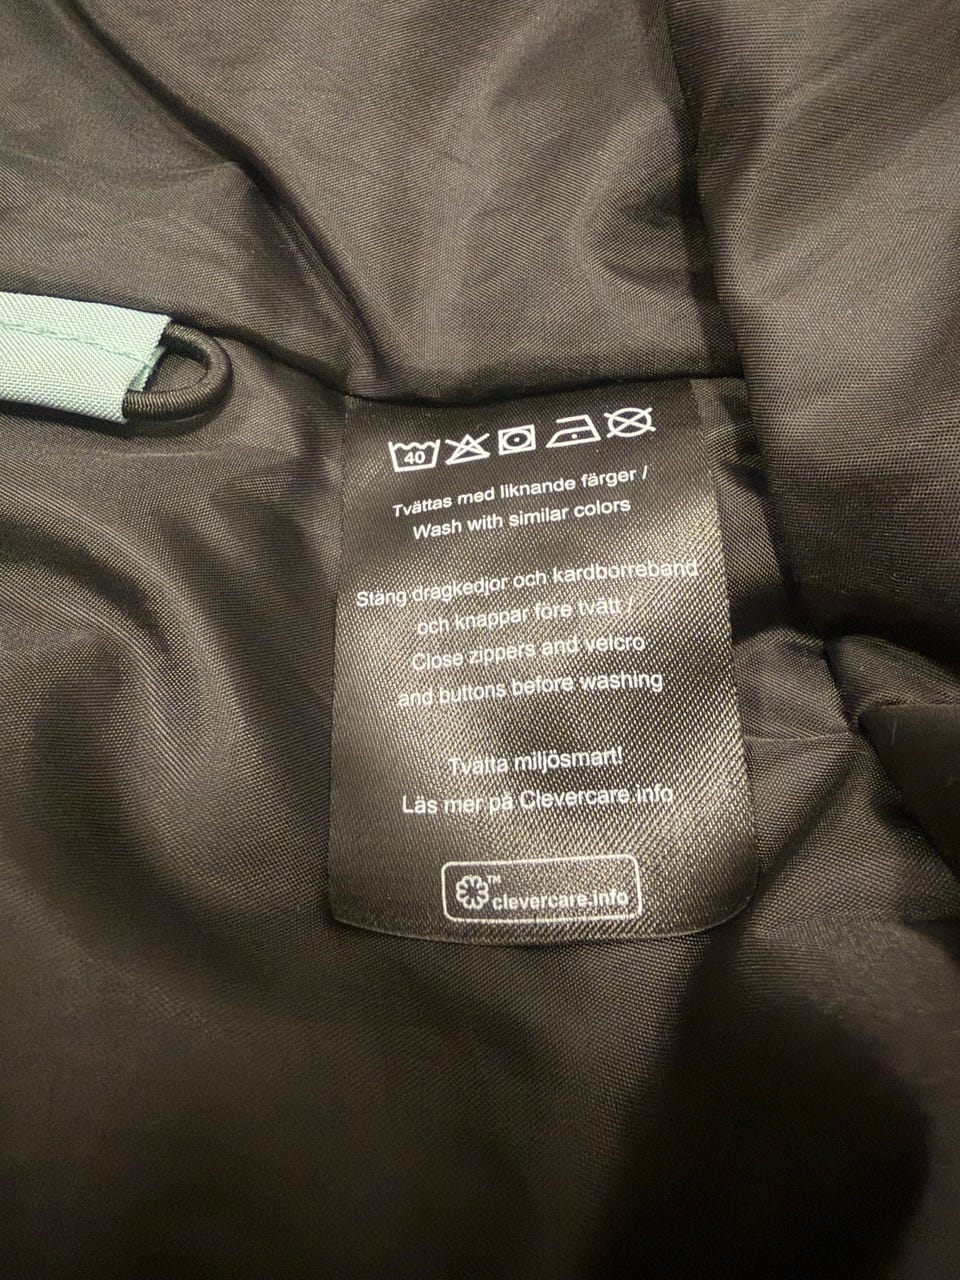 40
Tvättas med liknande färger /
Wash with similar colors
Stäng dragkedjor och kardborreband
och knappar före tvätt /
Close zippers and velcro
and buttons before washing
Tvätta miljösmart!
Läs mer på Clevercare.info
™ clevercare.info